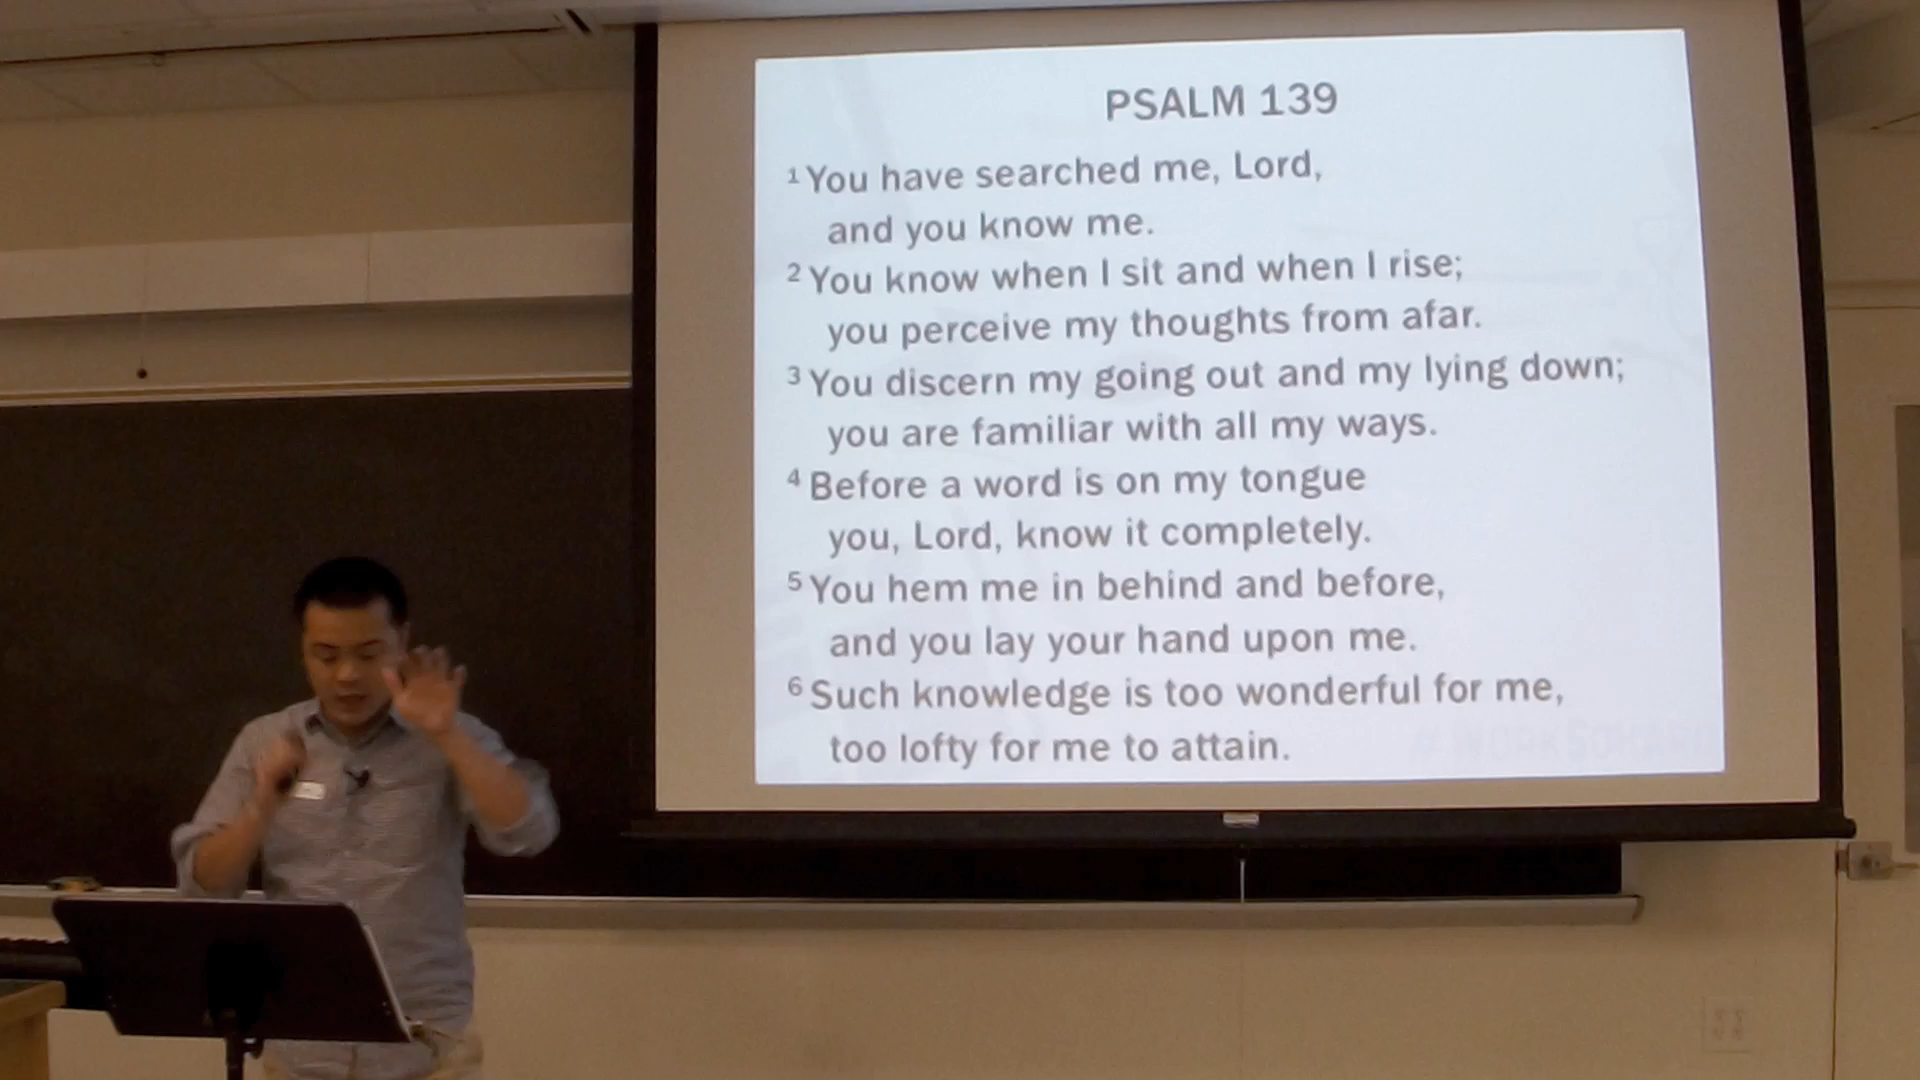 PSALM 139
1 You have searched me, Lord,
and you know me.
2 You know when I sit and when I rise;
you perceive my thoughts from afar.
3 You discern my going out and my lying down;
you are familiar with all my ways.
4 Before a word is on my tongue
you, Lord, know it completely.
5 You hem me in behind and before,
and you lay your hand upon me.
6 Such knowledge is too wonderful for me,
too lofty for me to attain.